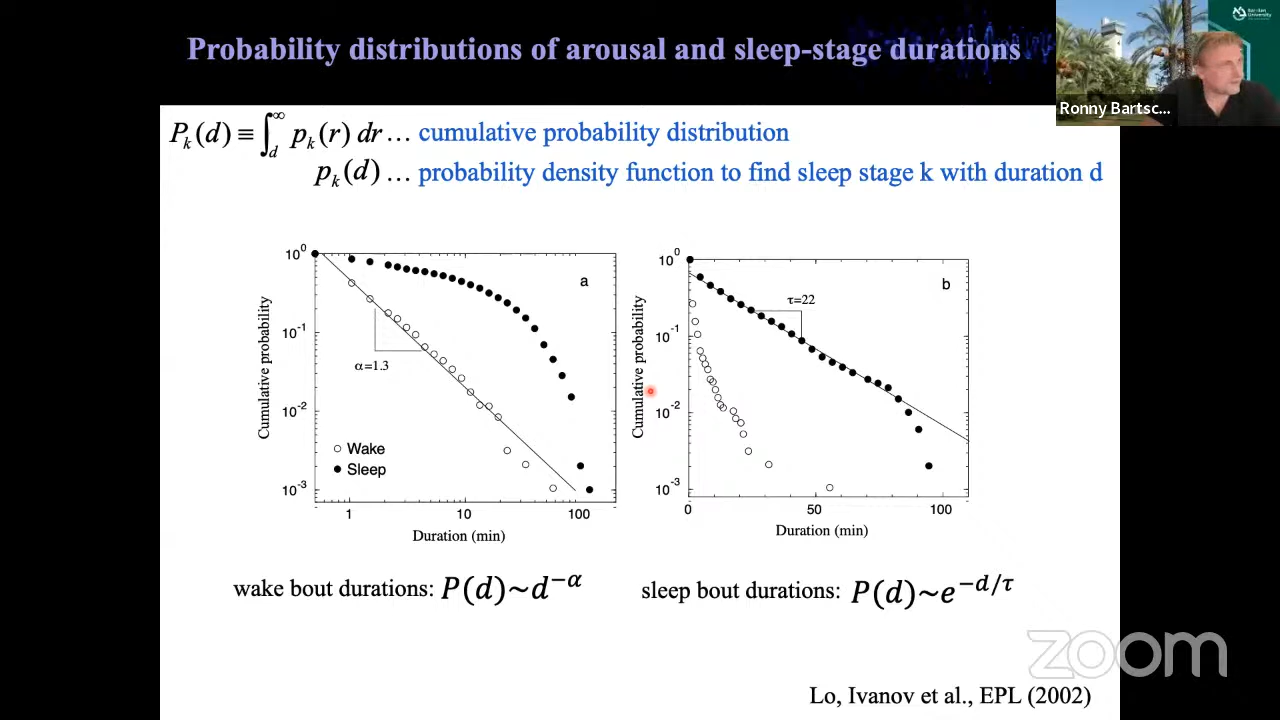 Probability distributions of arousal and sleep-stage durations
Bar-Ilan
University
Ronny Bartsc...
P_k(d) ≡ ∫_d^∞ p_k(r) dr … cumulative probability distribution
p_k(d) … probability density function to find sleep stage k with duration d
10^0
10^-1
10^-2
10^-3
Cumulative probability
a
α=1.3
Wake
Sleep
1
10
100
Duration (min)
10^0
10^-1
10^-2
10^-3
Cumulative probability
b
τ=22
0
50
100
Duration (min)
wake bout durations: P(d)~d^{-α}
sleep bout durations: P(d)~e^{-d/τ}
zoom
Lo, Ivanov et al., EPL (2002)